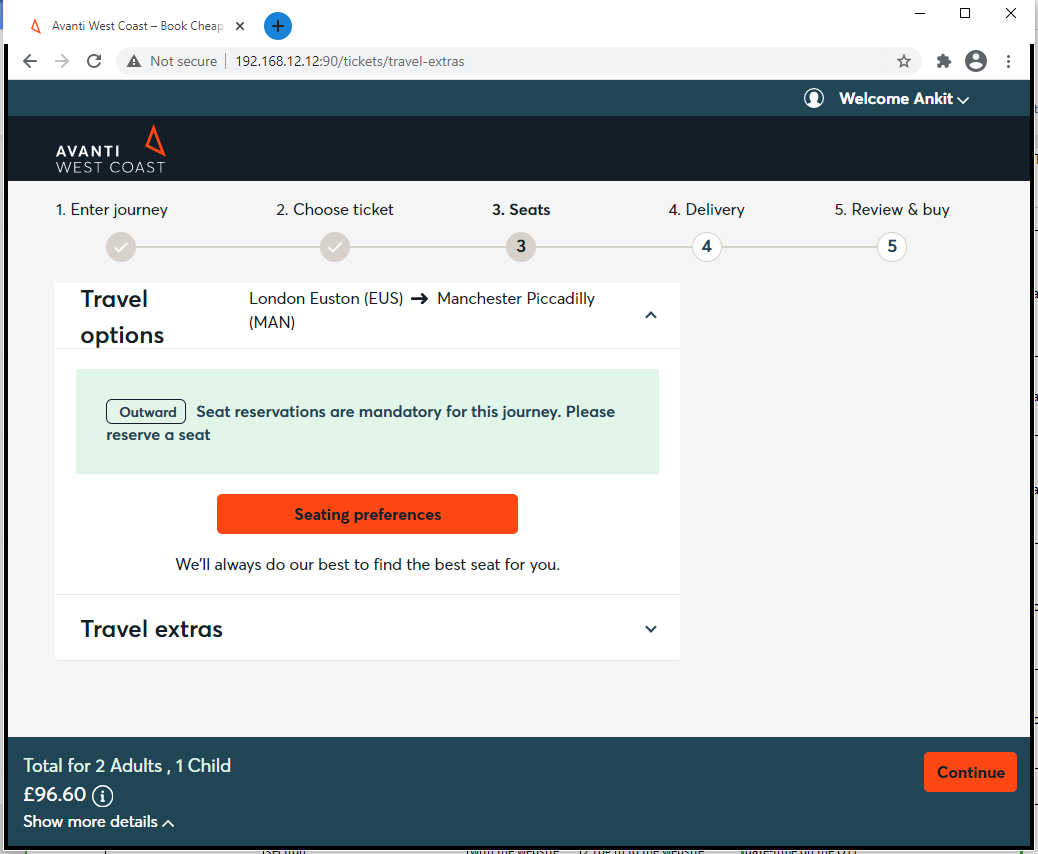 Avanti West Coast – Book Cheap
Not secure
192.168.12.12:90/tickets/travel-extras
Welcome Ankit
AVANTI
WEST COAST
1. Enter journey
2. Choose ticket
3. Seats
4. Delivery
5. Review & buy
3
4
5
Travel
options
London Euston (EUS) → Manchester Piccadilly
(MAN)
Outward Seat reservations are mandatory for this journey. Please
reserve a seat
Seating preferences
We'll always do our best to find the best seat for you.
Travel extras
Total for 2 Adults , 1 Child
£96.60
Show more details
Continue